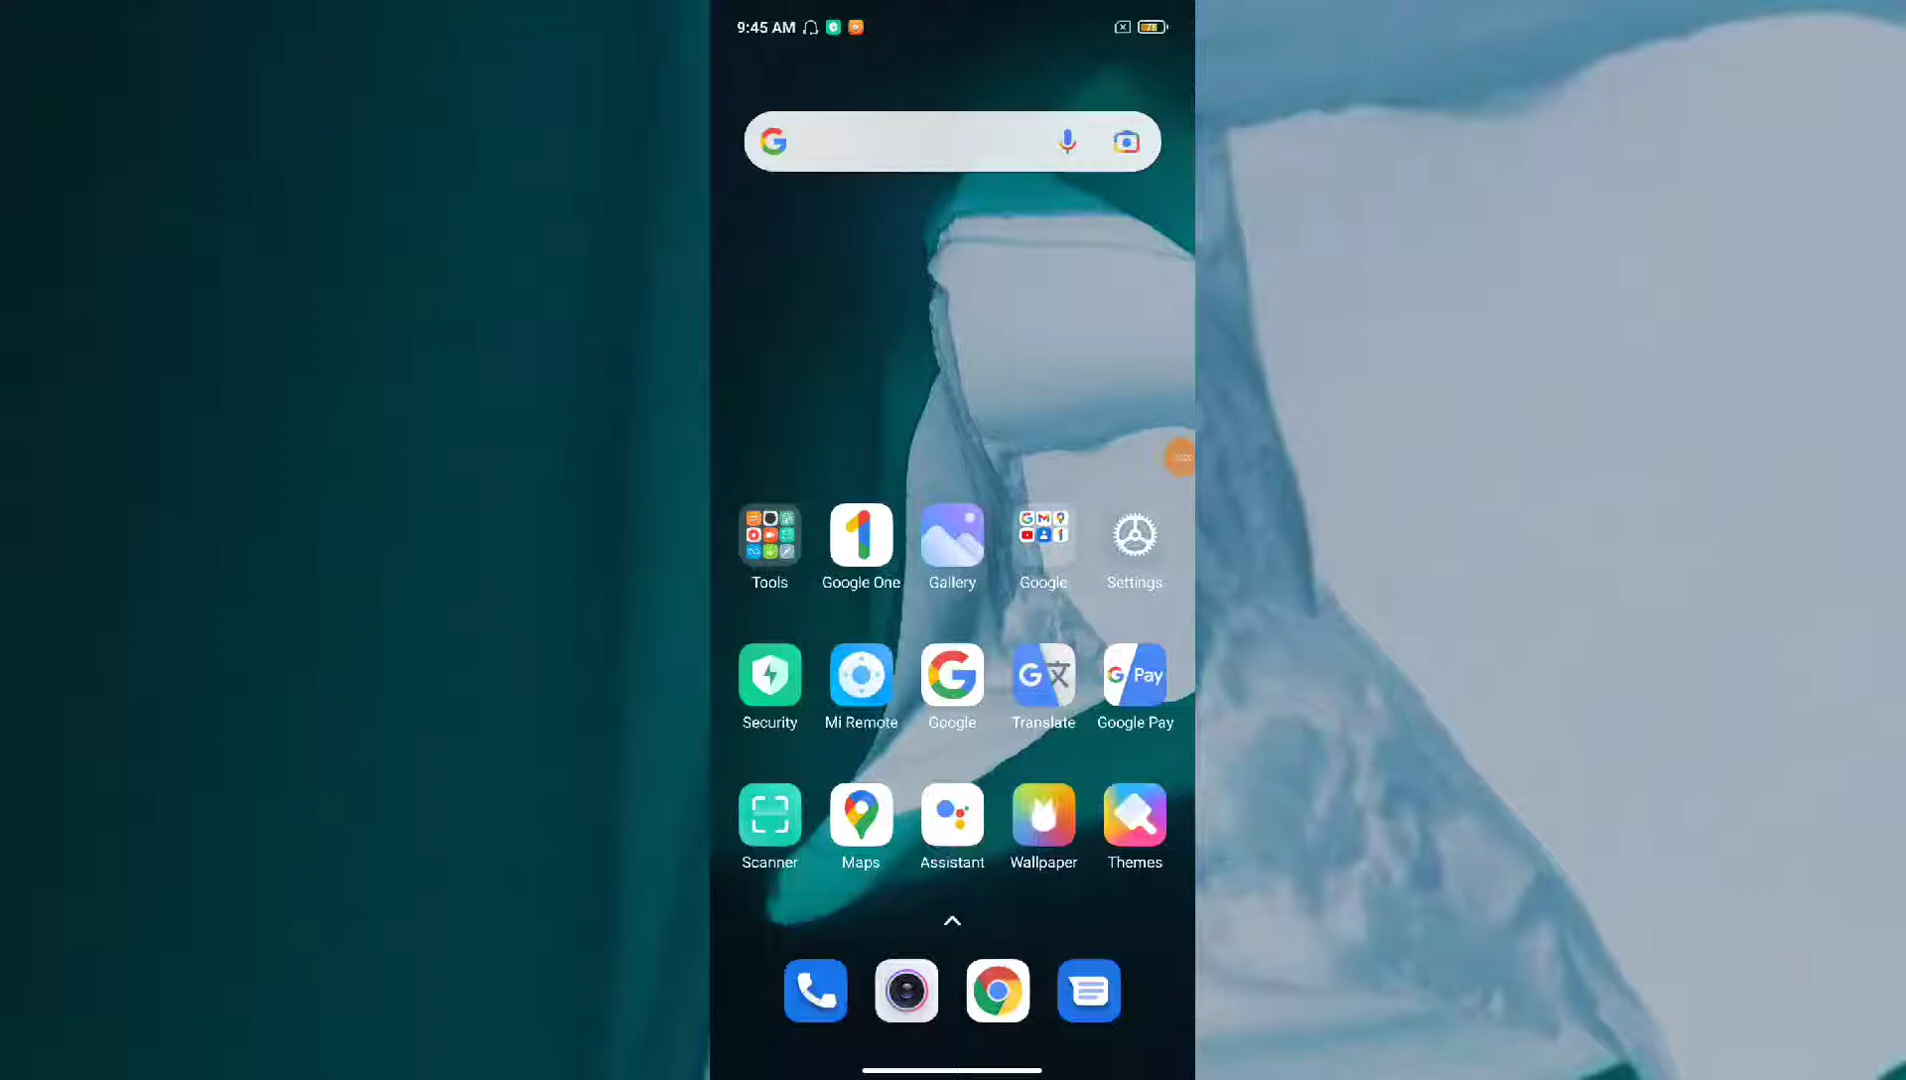 9:45 AM
Tools
Google One
Gallery
Google
Settings
Security
Mi Remote
Google
Translate
Pay
Google Pay
Scanner
Maps
Assistant
Wallpaper
Themes